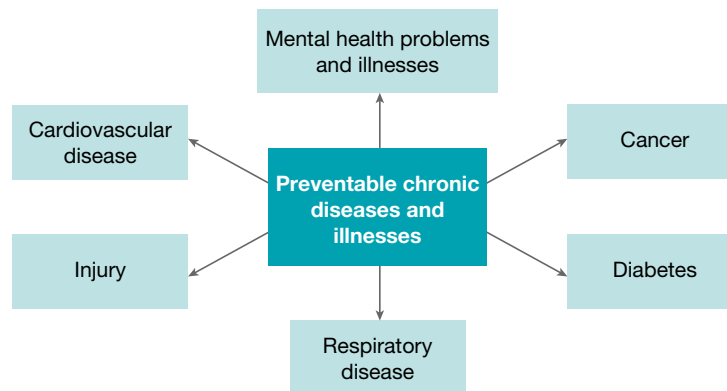 Mental health problems
and illnesses
Cardiovascular
disease
Cancer
Preventable chronic
diseases and
illnesses
Injury
Diabetes
Respiratory
disease